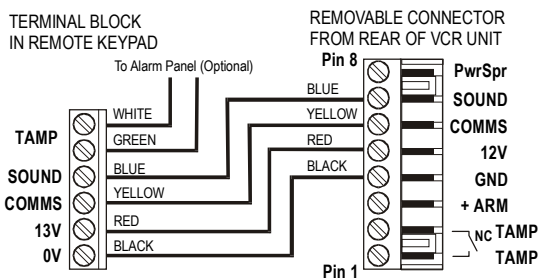 TERMINAL BLOCK
IN REMOTE KEYPAD
REMOVABLE CONNECTOR
FROM REAR OF VCR UNIT
To Alarm Panel (Optional)
Pin 8
PwrSpr
BLUE
SOUND
WHITE
YELLOW
COMMS
TAMP
GREEN
RED
12V
SOUND
BLUE
BLACK
GND
COMMS
YELLOW
+ ARM
13V
RED
NC TAMP
0V
BLACK
TAMP
Pin 1